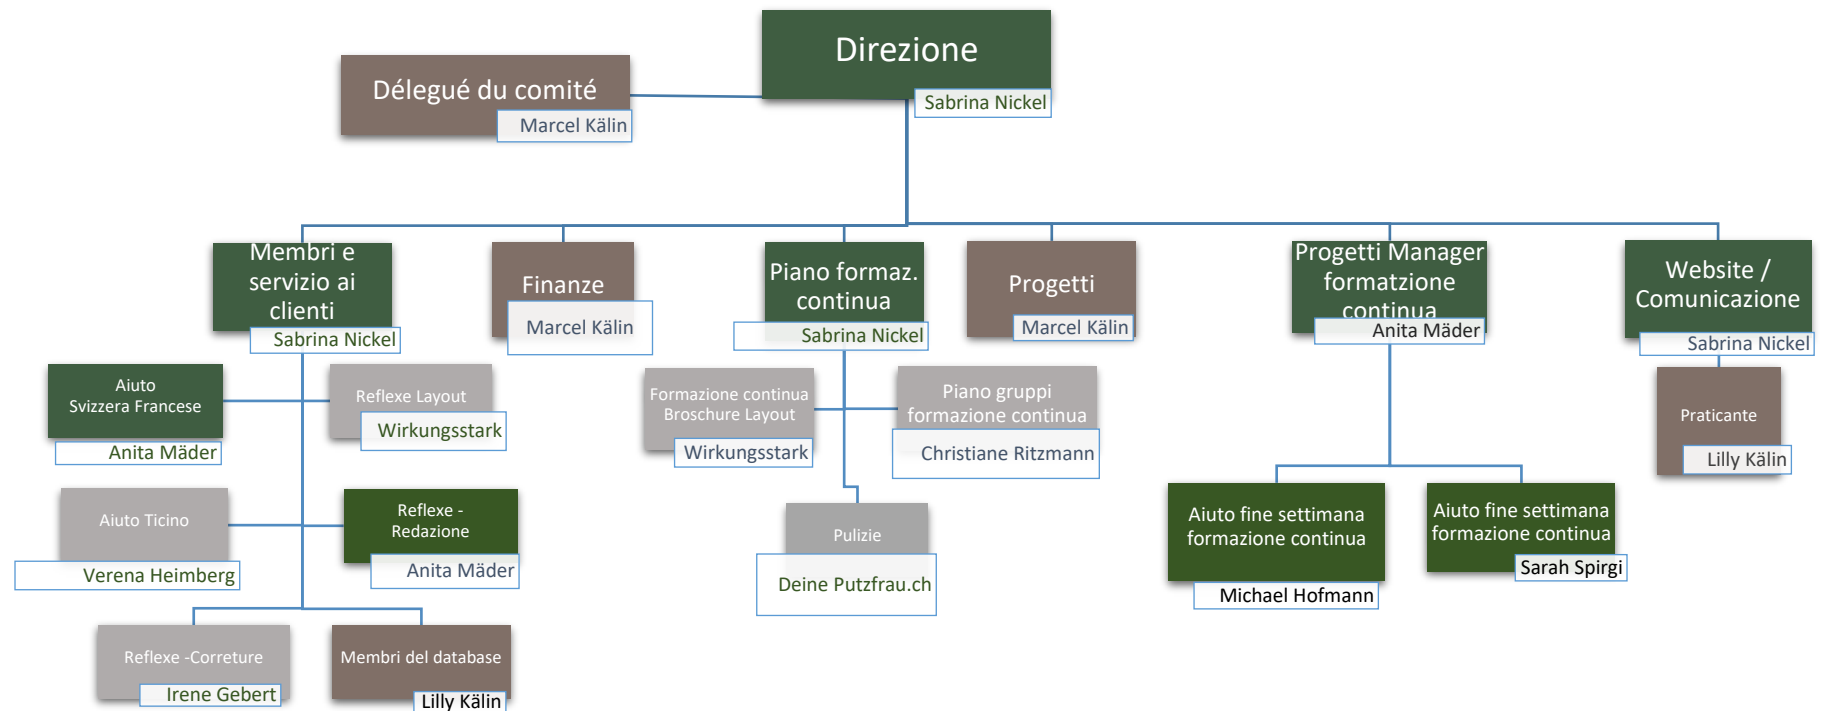 Direzione
Sabrina Nickel
Délegué du comité
Marcel Kälin
Membri e
servizio ai
clienti
Sabrina Nickel
Finanze
Marcel Kälin
Piano formaz.
continua
Sabrina Nickel
Progetti
Marcel Kälin
Progetti Manager
formatzione
continua
Anita Mäder
Website /
Comunicazione
Sabrina Nickel
Aiuto
Svizzera Francese
Anita Mäder
Reflexe Layout
Wirkungsstark
Formazione continua
Broschure Layout
Wirkungsstark
Piano gruppi
formazione continua
Christiane Ritzmann
Praticante
Lilly Kälin
Aiuto Ticino
Verena Heimberg
Reflexe -
Redazione
Anita Mäder
Pulizie
Deine Putzfrau.ch
Aiuto fine settimana
formazione continua
Michael Hofmann
Aiuto fine settimana
formazione continua
Sarah Spirgi
Reflexe -Correture
Irene Gebert
Membri del database
Lilly Kälin